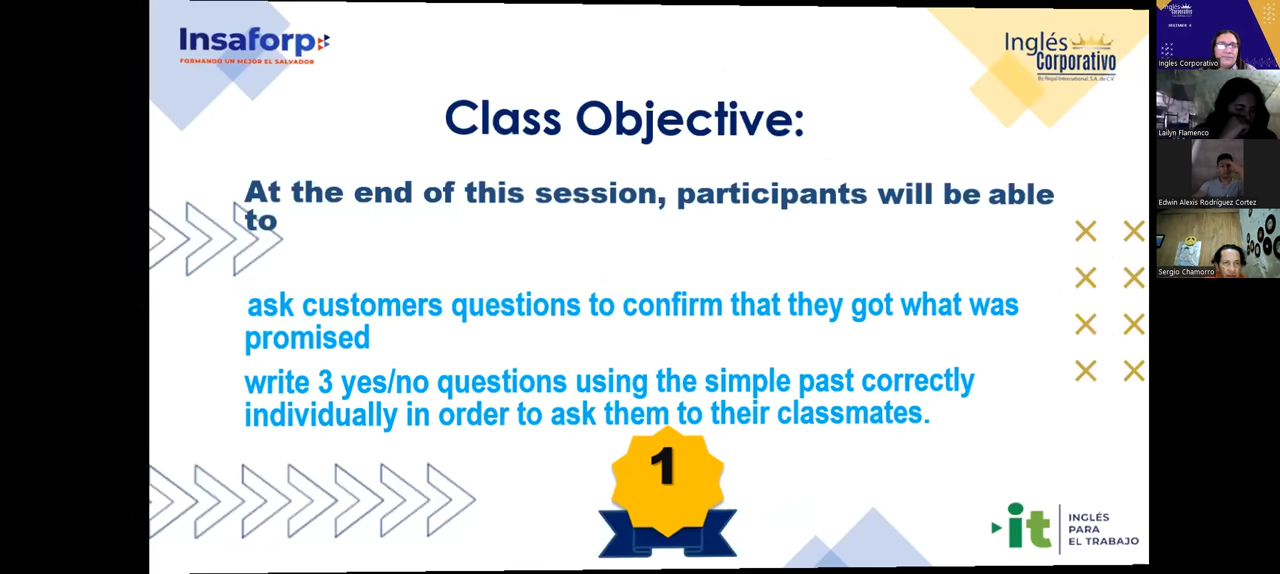 Insaforp
FORMANDO UN MEJOR EL SALVADOR
Inglés
Corporativo
Class Objective:
At the end of this session, participants will be able
to
ask customers questions to confirm that they got what was
promised
write 3 yes/no questions using the simple past correctly
individually in order to ask them to their classmates.
1
it
INGLÉS
PARA
EL TRABAJO
Ingles Corporativo
Lailyn Flamenco
Edwin Alexis Rodríguez Cortez
Sergio Chamorro